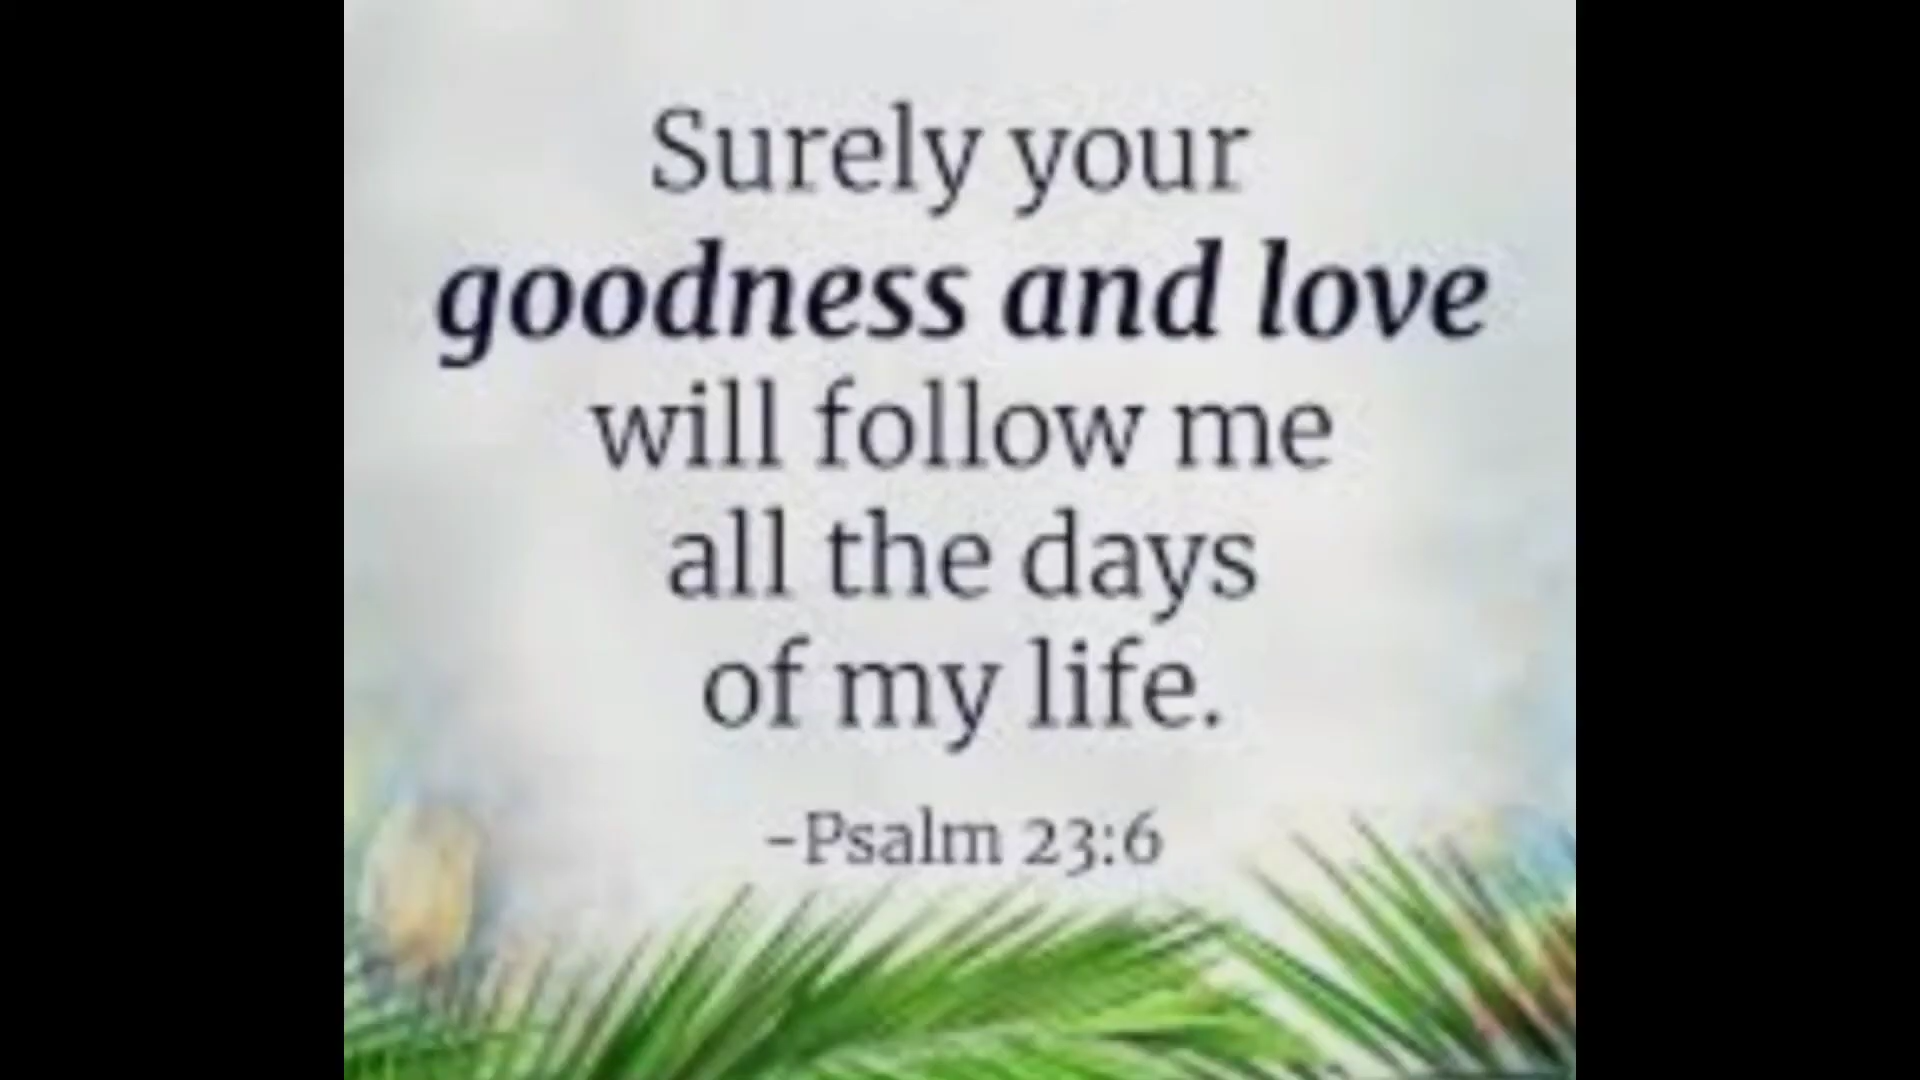 Surely your
goodness and love
will follow me
all the days
of my life.
-Psalm 23:6